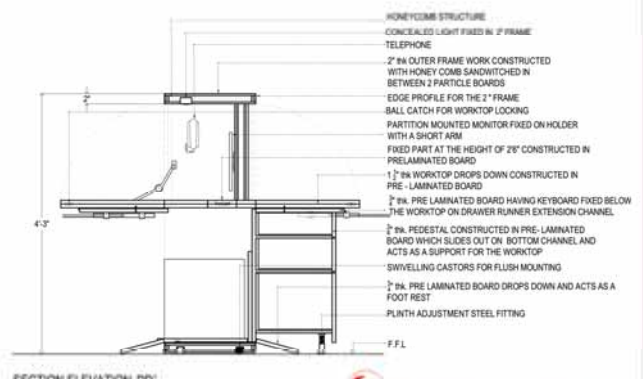 HONEYCOMB STRUCTURE
CONCEALED LIGHT FIXED IN 2" FRAME
TELEPHONE
2" thk OUTER FRAME WORK CONSTRUCTED
WITH HONEY COMB SANDWITCHED IN
BETWEEN 2 PARTICLE BOARDS
EDGE PROFILE FOR THE 2" FRAME
BALL CATCH FOR WORKTOP LOCKING
PARTITION MOUNTED MONITOR FIXED ON HOLDER
WITH A SHORT ARM
FIXED PART AT THE HEIGHT OF 2'6" CONSTRUCTED IN
PRELAMINATED BOARD
thk WORKTOP DROPS DOWN CONSTRUCTED IN
PRE - LAMINATED BOARD
thk PRE LAMINATED BOARD HAVING KEYBOARD FIXED BELOW
THE WORKTOP ON DRAWER RUNNER EXTENSION CHANNEL
4'-3"
thk. PEDESTAL CONSTRUCTED IN PRE- LAMINATED
BOARD WHICH SLIDES OUT ON BOTTOM CHANNEL AND
ACTS AS A SUPPORT FOR THE WORKTOP
SWIVELLING CASTORS FOR FLUSH MOUNTING
thk. PRE LAMINATED BOARD DROPS DOWN AND ACTS AS A
FOOT REST
PLINTH ADJUSTMENT STEEL FITTING
F.F.L
SECTION ELEVATION